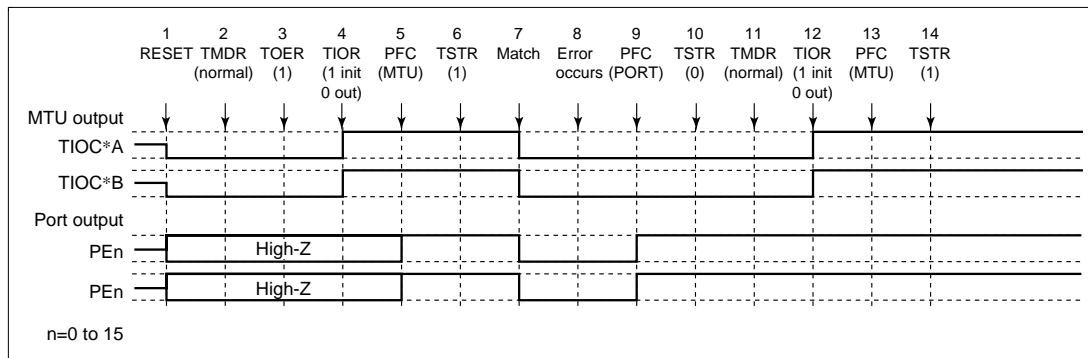 1 2 3 4 5 6 7 8 9 10 11 12 13 14
RESET TMDR TOER TIOR PFC TSTR Match Error PFC TSTR TMDR TIOR PFC TSTR
(normal) (1) (1 init (MTU) (1) occurs (PORT) (0) (normal) (1 init (MTU) (1)
0 out) 0 out)
MTU output
TIOC*A
TIOC*B
Port output
PEn High-Z
PEn High-Z
n=0 to 15